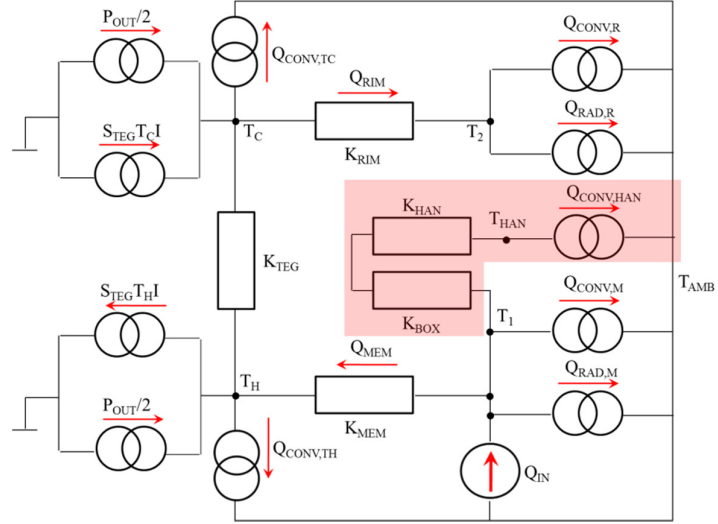 P_OUT/2
Q_CONV,TC
Q_CONV,R
Q_RIM
S_TEG T_C I
T_C
T_2
Q_RAD,R
K_RIM
K_HAN
T_HAN
Q_CONV,HAN
K_TEG
K_BOX
T_1
Q_CONV,M
T_AMB
S_TEG T_H I
Q_MEM
Q_RAD,M
T_H
P_OUT/2
K_MEM
Q_CONV,TH
Q_IN